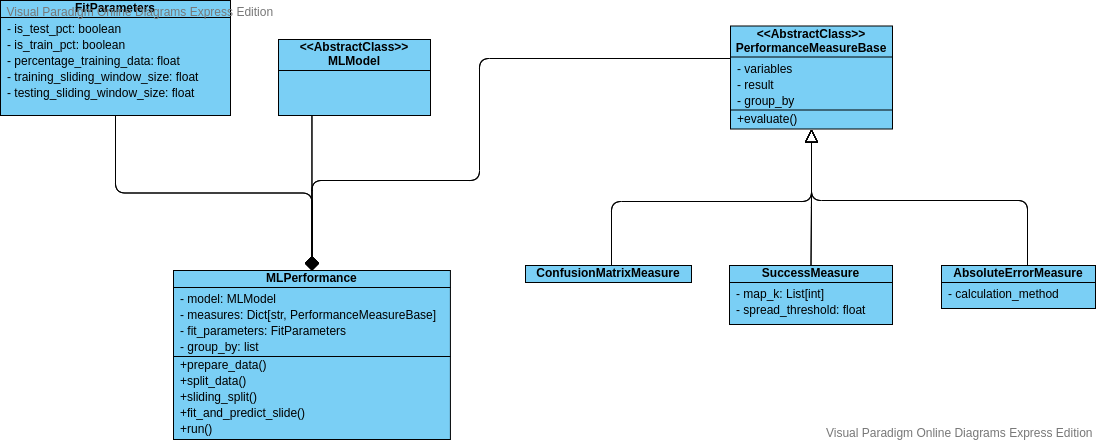 Visual Paradigm Online Diagrams Express Edition
FitParameters
- is_test_pct: boolean
- is_train_pct: boolean
- percentage_training_data: float
- training_sliding_window_size: float
- testing_sliding_window_size: float
<<AbstractClass>>
MLModel
<<AbstractClass>>
PerformanceMeasureBase
- variables
- result
- group_by
+evaluate()
MLPerformance
- model: MLModel
- measures: Dict[str, PerformanceMeasureBase]
- fit_parameters: FitParameters
- group_by: list
+prepare_data()
+split_data()
+sliding_split()
+fit_and_predict_slide()
+run()
ConfusionMatrixMeasure
SuccessMeasure
- map_k: List[int]
- spread_threshold: float
AbsoluteErrorMeasure
- calculation_method
Visual Paradigm Online Diagrams Express Edition